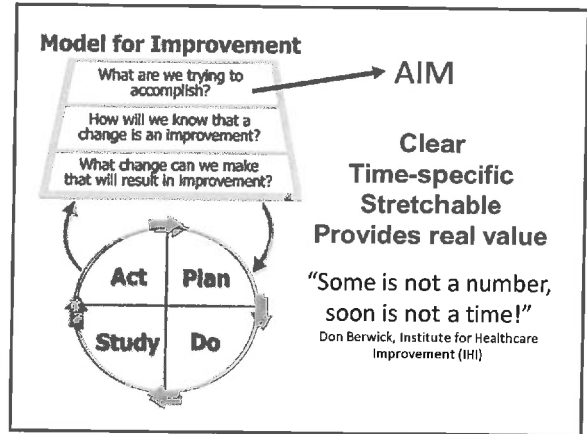 Model for Improvement
What are we trying to
accomplish?
How will we know that a
change is an improvement?
What change can we make
that will result in improvement?
Act
Plan
Study
Do
AIM
Clear
Time-specific
Stretchable
Provides real value
“Some is not a number,
soon is not a time!”
Don Berwick, Institute for Healthcare
Improvement (IHI)